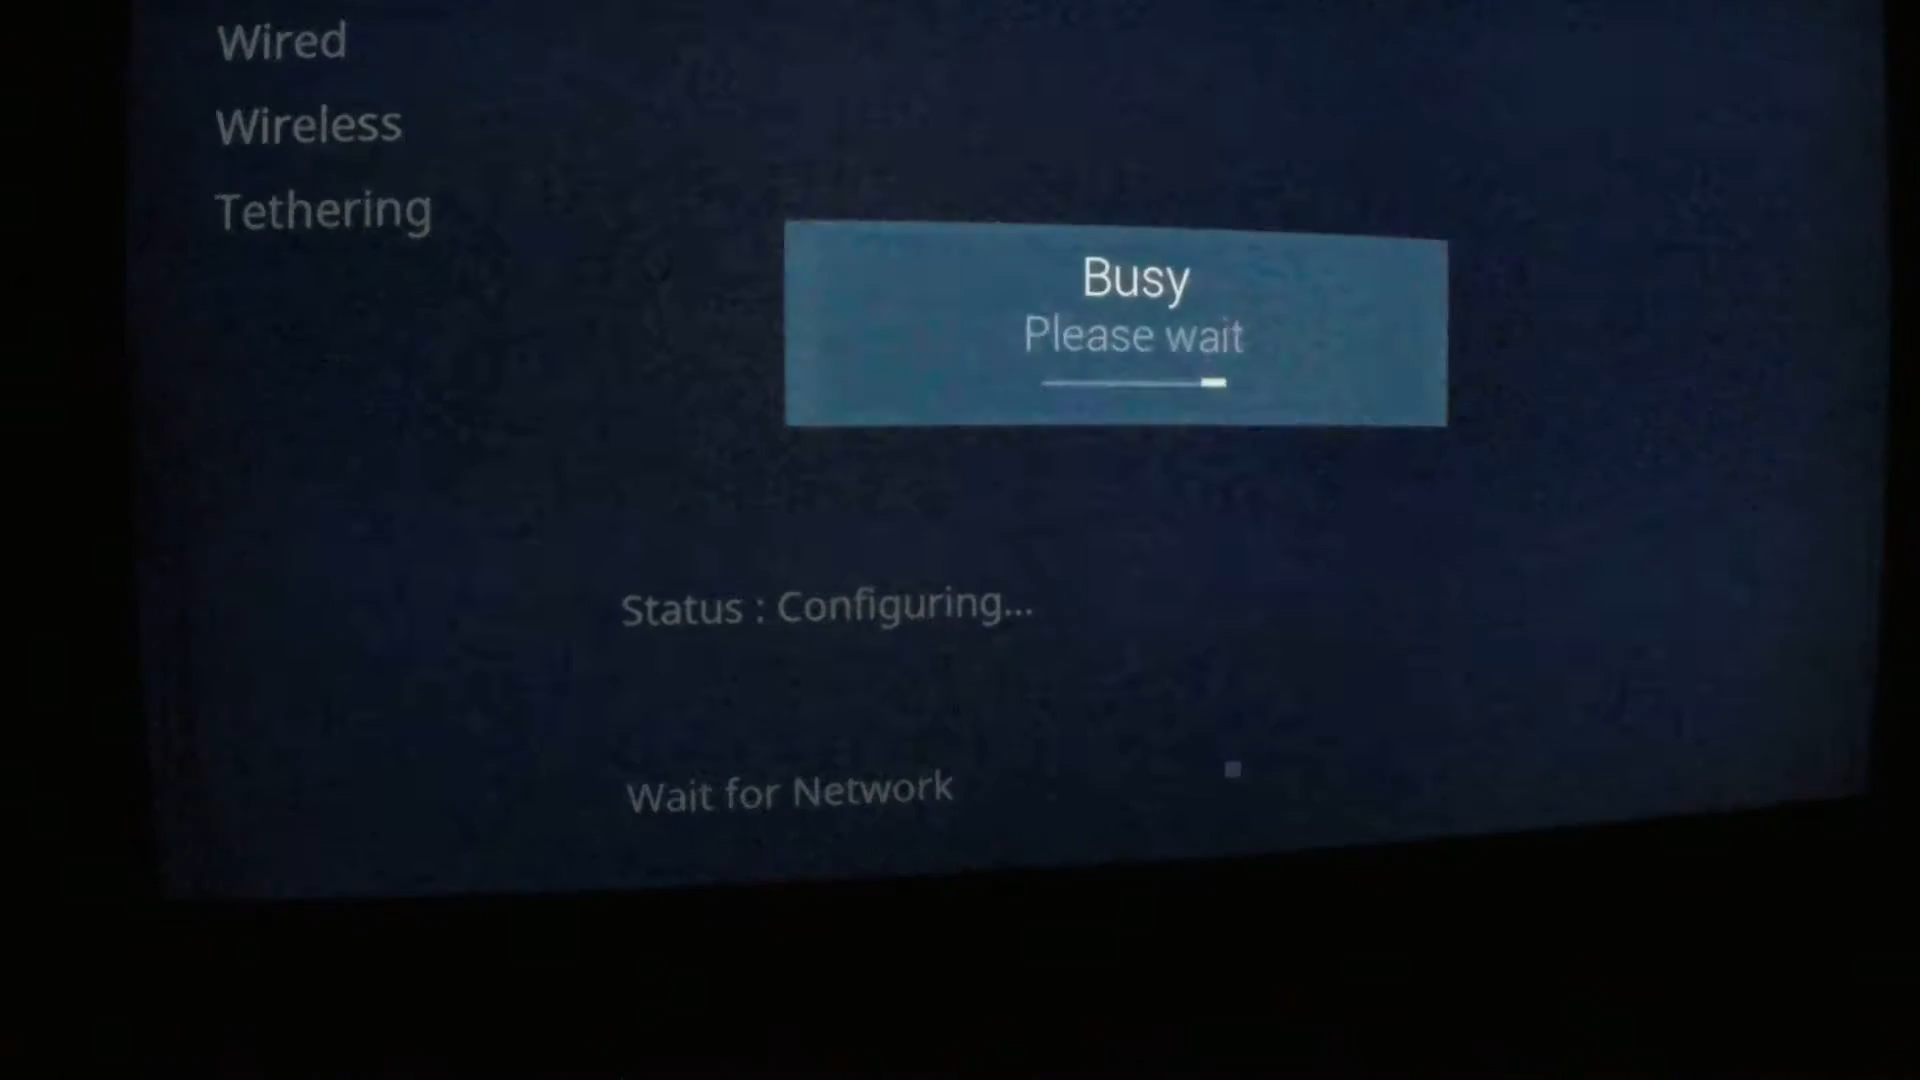 Wired
Wireless
Tethering
Busy
Please wait
Status : Configuring...
Wait for Network